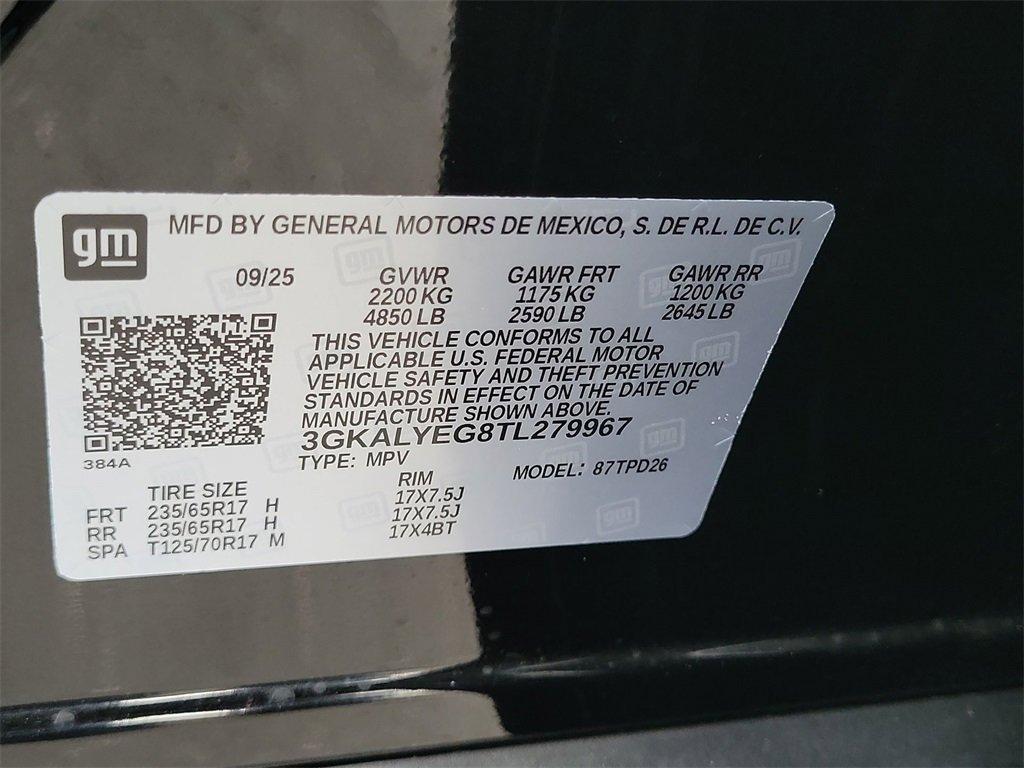 gm
MFD BY GENERAL MOTORS DE MEXICO, S. DE R.L. DE C.V.
09/25 GVWR GAWR FRT GAWR RR
2200 KG 1175 KG 1200 KG
4850 LB 2590 LB 2645 LB
THIS VEHICLE CONFORMS TO ALL
APPLICABLE U.S. FEDERAL MOTOR
VEHICLE SAFETY AND THEFT PREVENTION
STANDARDS IN EFFECT ON THE DATE OF
MANUFACTURE SHOWN ABOVE.
3GKALYEG8TL279967
384A
TYPE: MPV MODEL: 87TPD26
TIRE SIZE RIM
FRT 235/65R17 H 17X7.5J
RR 235/65R17 H 17X7.5J
SPA T125/70R17 M 17X4BT